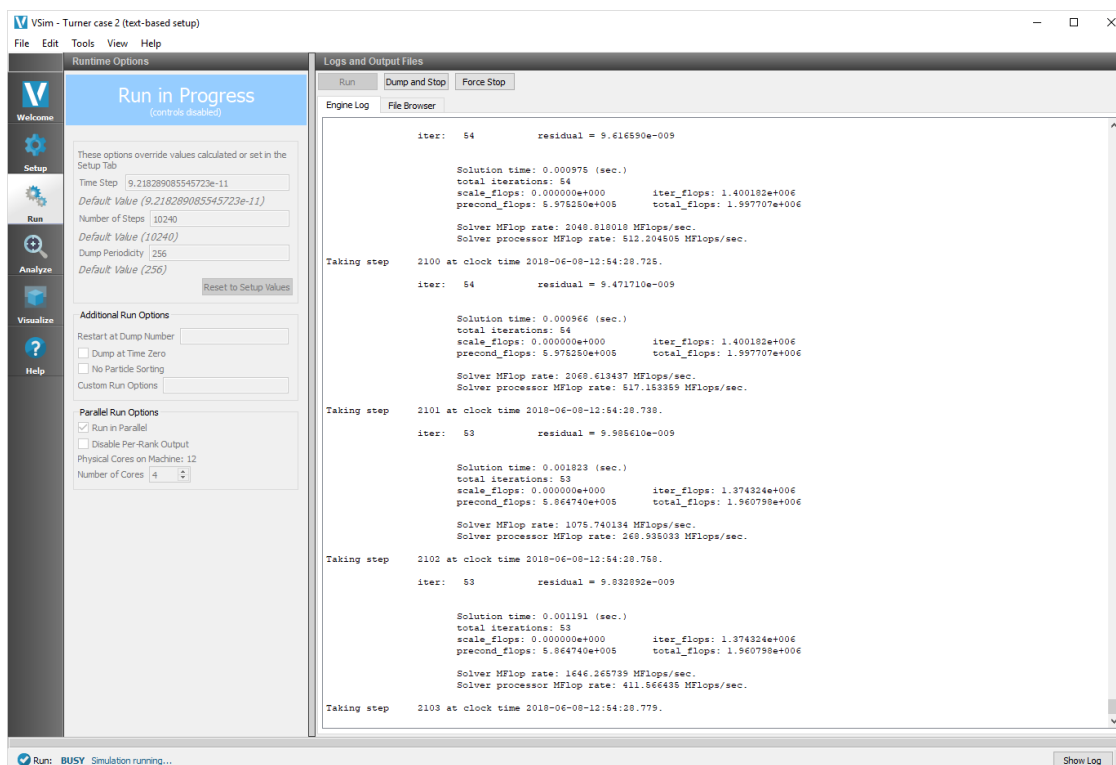 VSim - Turner case 2 (text-based setup)
File Edit Tools View Help
Runtime Options
Logs and Output Files
Welcome
Setup
Run
Analyze
Visualize
Help
Run in Progress
(controls disabled)
These options override values calculated or set in the
Setup Tab
Time Step 9.218289085545723e-11
Default Value (9.218289085545723e-11)
Number of Steps 10240
Default Value (10240)
Dump Periodicity 256
Default Value (256)
Reset to Setup Values
Additional Run Options
Restart at Dump Number
Dump at Time Zero
No Particle Sorting
Custom Run Options
Parallel Run Options
Run in Parallel
Disable Per-Rank Output
Physical Cores on Machine: 12
Number of Cores 4
Run Dump and Stop Force Stop
Engine Log File Browser
iter: 54 residual = 9.616590e-009
Solution time: 0.000975 (sec.)
total iterations: 54
scale_flops: 0.000000e+000 iter_flops: 1.400182e+006
precond_flops: 5.975250e+005 total_flops: 1.997707e+006
Solver MFlop rate: 2048.818018 MFlops/sec.
Solver processor MFlop rate: 512.204505 MFlops/sec.
Taking step 2100 at clock time 2018-06-08-12:54:28.725.
iter: 54 residual = 9.471710e-009
Solution time: 0.000966 (sec.)
total iterations: 54
scale_flops: 0.000000e+000 iter_flops: 1.400182e+006
precond_flops: 5.975250e+005 total_flops: 1.997707e+006
Solver MFlop rate: 2068.613437 MFlops/sec.
Solver processor MFlop rate: 517.153359 MFlops/sec.
Taking step 2101 at clock time 2018-06-08-12:54:28.738.
iter: 53 residual = 9.985610e-009
Solution time: 0.001823 (sec.)
total iterations: 53
scale_flops: 0.000000e+000 iter_flops: 1.374324e+006
precond_flops: 5.864740e+005 total_flops: 1.960798e+006
Solver MFlop rate: 1075.740134 MFlops/sec.
Solver processor MFlop rate: 268.935033 MFlops/sec.
Taking step 2102 at clock time 2018-06-08-12:54:28.758.
iter: 53 residual = 9.832892e-009
Solution time: 0.001191 (sec.)
total iterations: 53
scale_flops: 0.000000e+000 iter_flops: 1.374324e+006
precond_flops: 5.864740e+005 total_flops: 1.960798e+006
Solver MFlop rate: 1646.265739 MFlops/sec.
Solver processor MFlop rate: 411.566435 MFlops/sec.
Taking step 2103 at clock time 2018-06-08-12:54:28.779.
Run: BUSY Simulation running...
Show Log